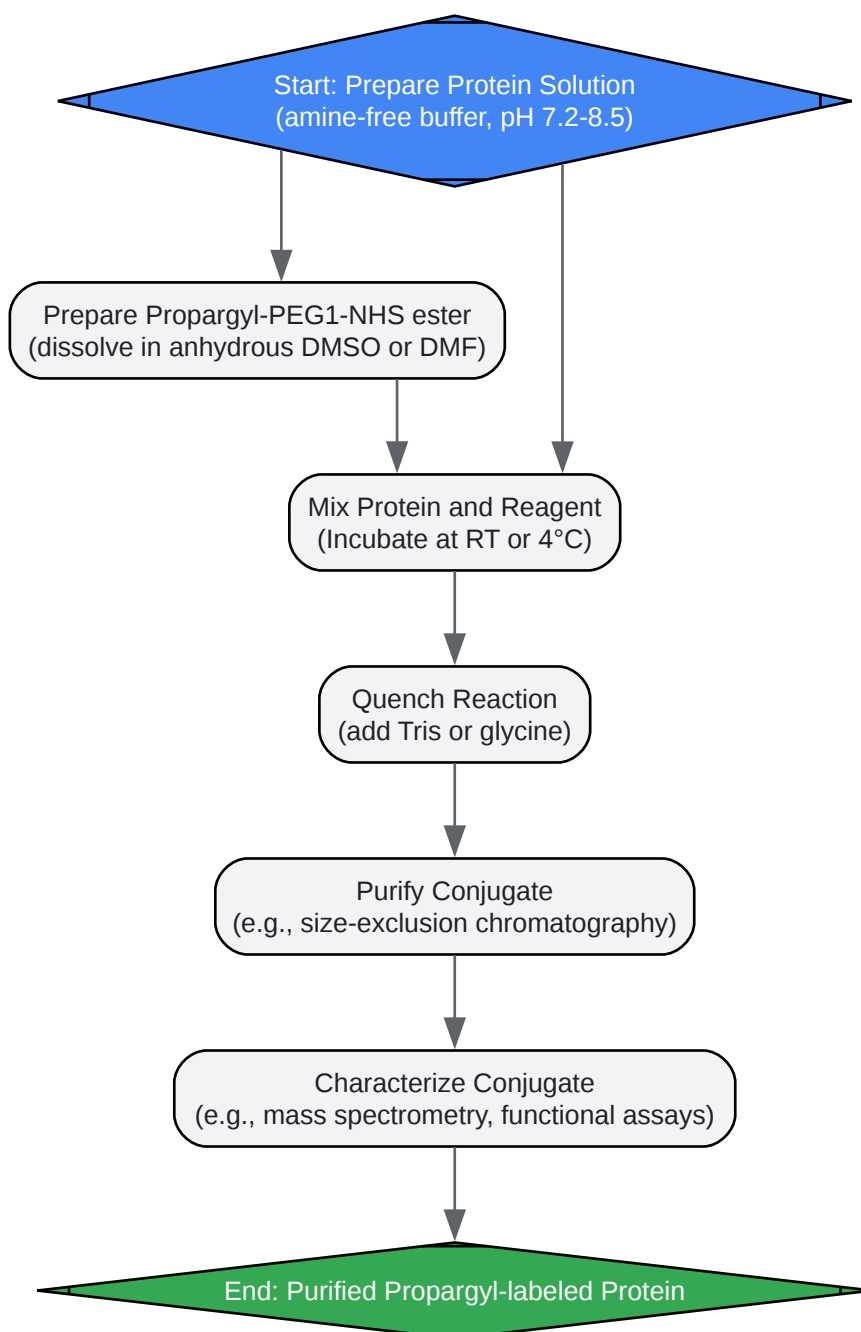 Start: Prepare Protein Solution
(amine-free buffer, pH 7.2-8.5)
Prepare Propargyl-PEG1-NHS ester
(dissolve in anhydrous DMSO or DMF)
Mix Protein and Reagent
(Incubate at RT or 4°C)
Quench Reaction
(add Tris or glycine)
Purify Conjugate
(e.g., size-exclusion chromatography)
Characterize Conjugate
(e.g., mass spectrometry, functional assays)
End: Purified Propargyl-labeled Protein